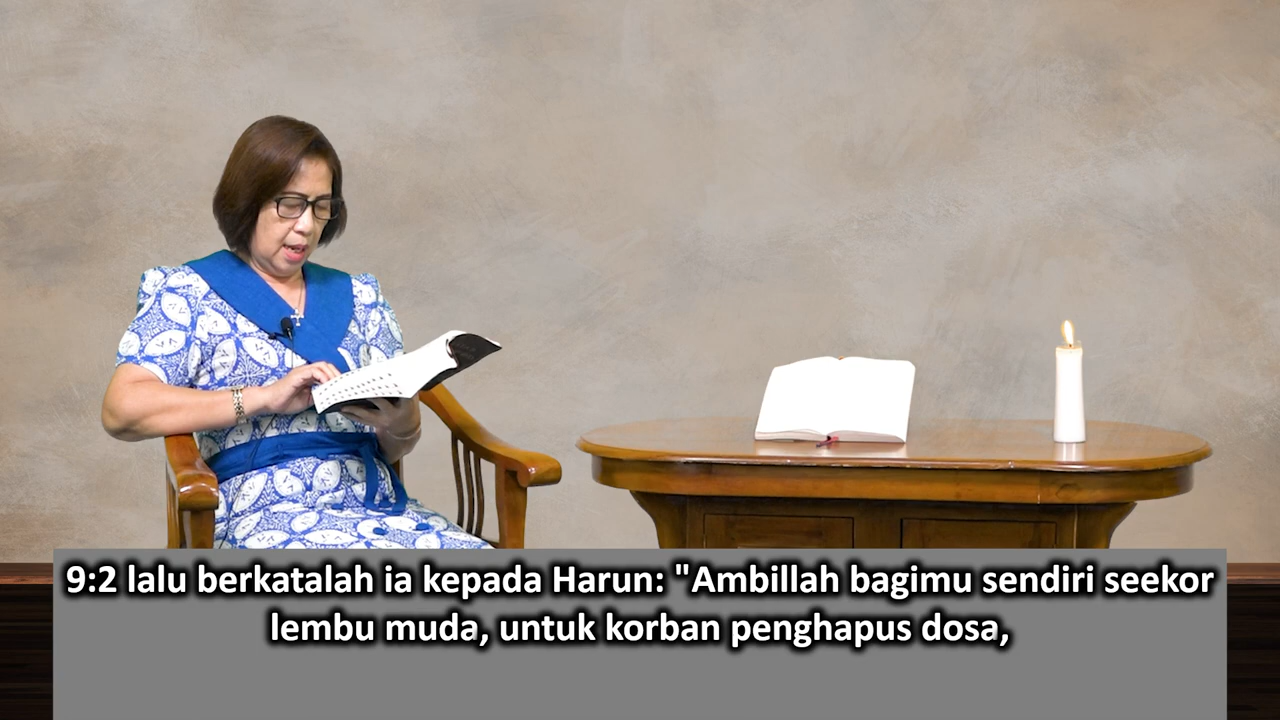 9:2 lalu berkatalah ia kepada Harun: "Ambillah bagimu sendiri seekor
lembu muda, untuk korban penghapus dosa,